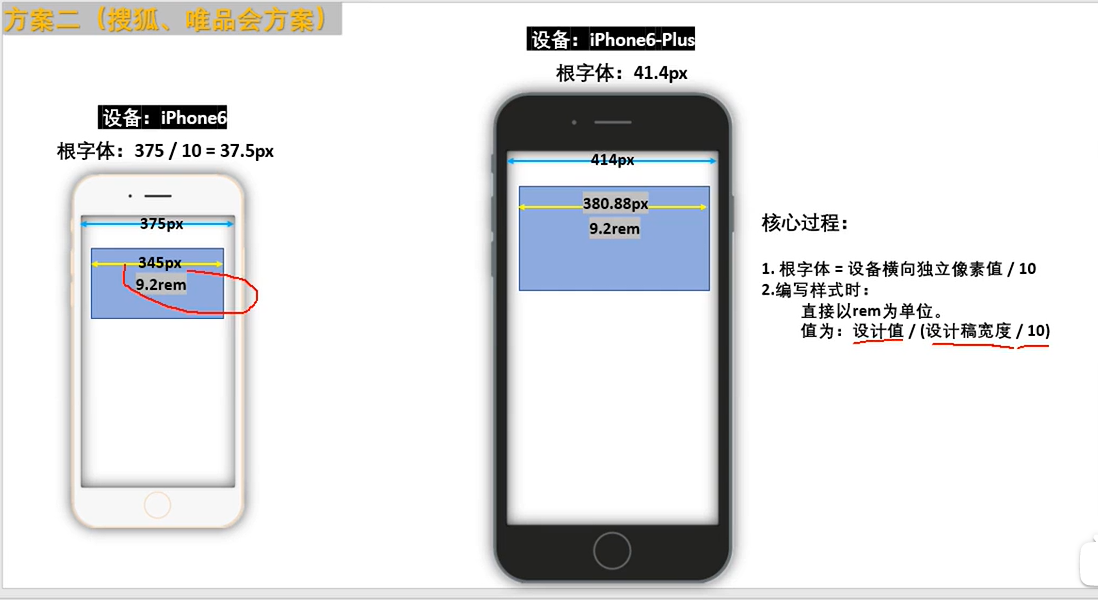 方案二（搜狐、唯品会方案）
设备：iPhone6
根字体：375 / 10 = 37.5px
375px
345px
9.2rem
设备：iPhone6-Plus
根字体：41.4px
414px
380.88px
9.2rem
核心过程：
1. 根字体 = 设备横向独立像素值 / 10
2.编写样式时：
直接以rem为单位。
值为：设计值 / (设计稿宽度 / 10)